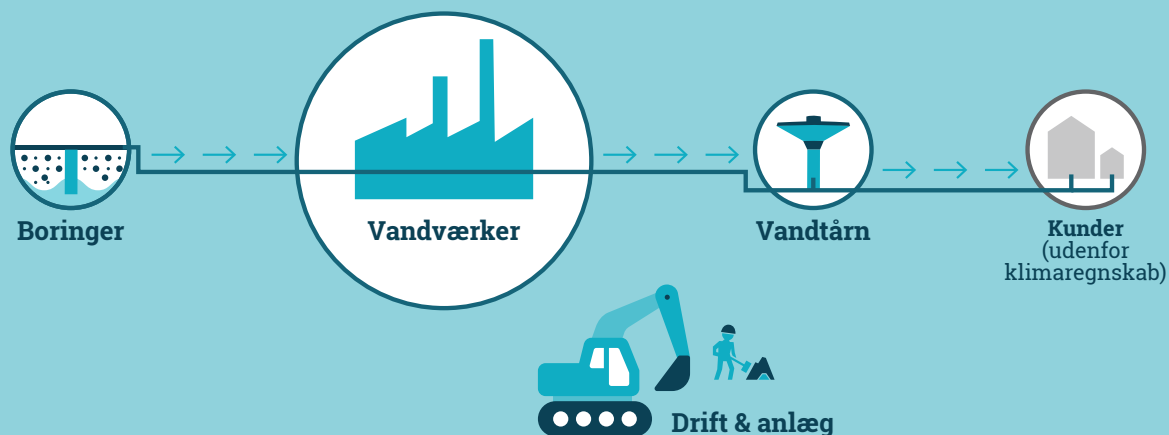 Boringer
Vandværker
Vandtårn
Kunder
(udenfor
klimaregnskab)
Drift & anlæg